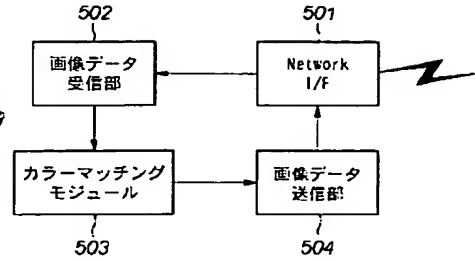 502
501
画像データ
受信部
Network
I/F
カラーマッチング
モジュール
画像データ
送信部
503
504